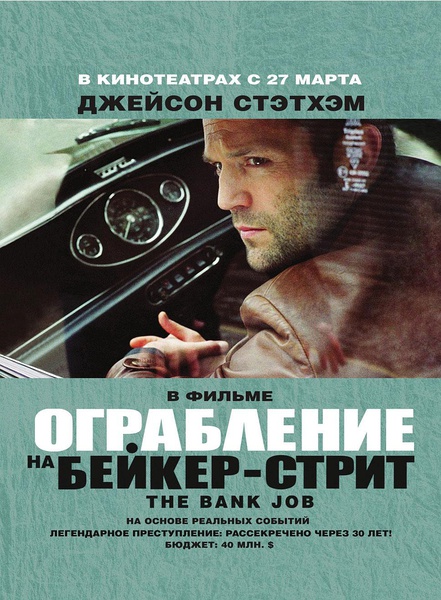 В КИНОТЕАТРАХ С 27 МАРТА
ДЖЕЙСОН СТЭТХЭМ
В ФИЛЬМЕ
ОГРАБЛЕНИЕ
НА БЕЙКЕР-СТРИТ
THE BANK JOB
НА ОСНОВЕ РЕАЛЬНЫХ СОБЫТИЙ
ЛЕГЕНДАРНОЕ ПРЕСТУПЛЕНИЕ: РАССЕКРЕЧЕНО ЧЕРЕЗ 30 ЛЕТ!
БЮДЖЕТ: 40 МЛН. $